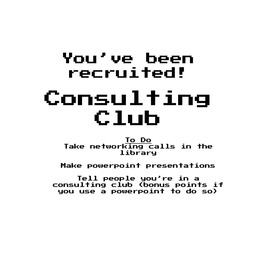 You've been
recruited!
Consulting
Club
To Do
Take networking calls in the
library
Make powerpoint presentations
Tell people you're in a
consulting club (bonus points if
you use a powerpoint to do so)